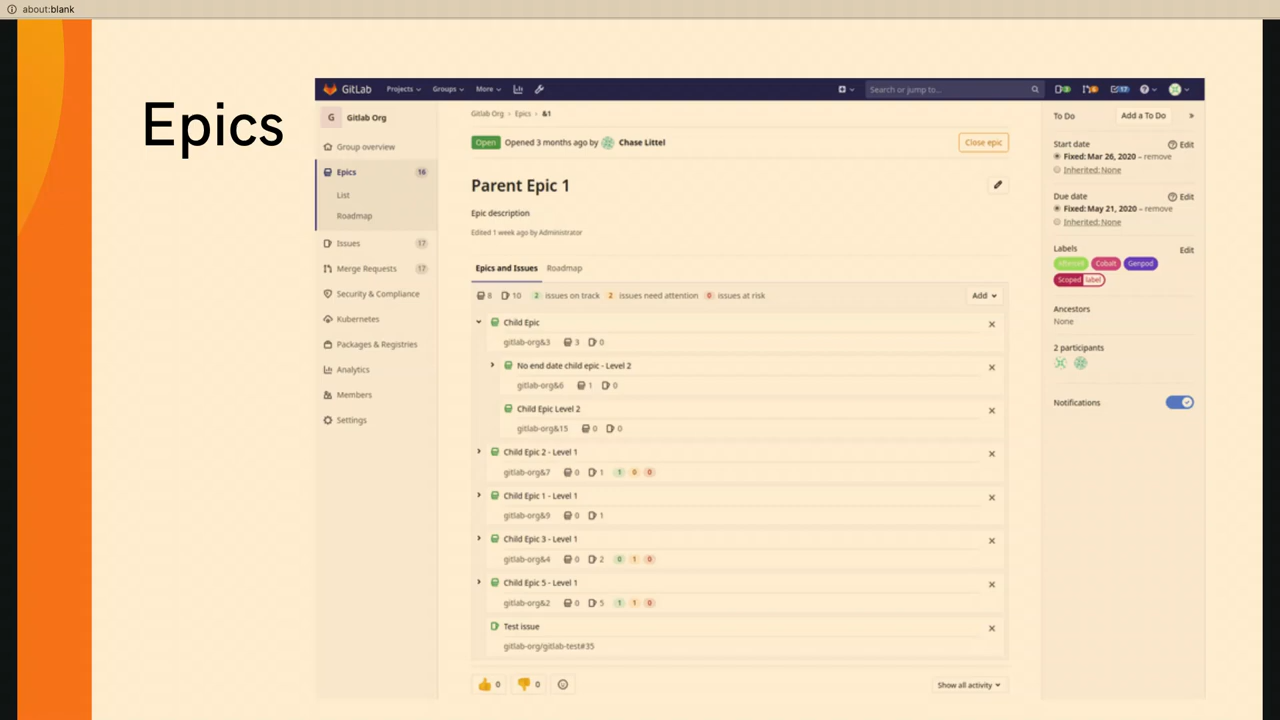 about:blank
Epics
GitLab Projects Groups More Search or jump to...
G Gitlab Org
Group overview
Epics 16
List
Roadmap
Issues 17
Merge Requests 17
Security & Compliance
Kubernetes
Packages & Registries
Analytics
Members
Settings
Gitlab Org › Epics › &1
Open Opened 3 months ago by Chase Littel Close epic
Parent Epic 1
Epic description
Edited 1 week ago by Administrator
Epics and Issues Roadmap
8 10 2 issues on track 2 issues need attention 0 issues at risk Add
Child Epic
gitlab-org&3 3 0
No end date child epic - Level 2
gitlab-org&6 1 0
Child Epic Level 2
gitlab-org&15 0 0
Child Epic 2 - Level 1
gitlab-org&7 0 1 1 0 0
Child Epic 1 - Level 1
gitlab-org&9 0 1
Child Epic 3 - Level 1
gitlab-org&4 0 2 0 1 0
Child Epic 5 - Level 1
gitlab-org&2 0 5 1 1 0
Test issue
gitlab-org/gitlab-test#35
0 0 Show all activity
To Do Add a To Do »
Start date Edit
Fixed: Mar 26, 2020 – remove
Inherited: None
Due date Edit
Fixed: May 21, 2020 – remove
Inherited: None
Labels Edit
Cobalt Genpod
Scoped label
Ancestors
None
2 participants
Notifications